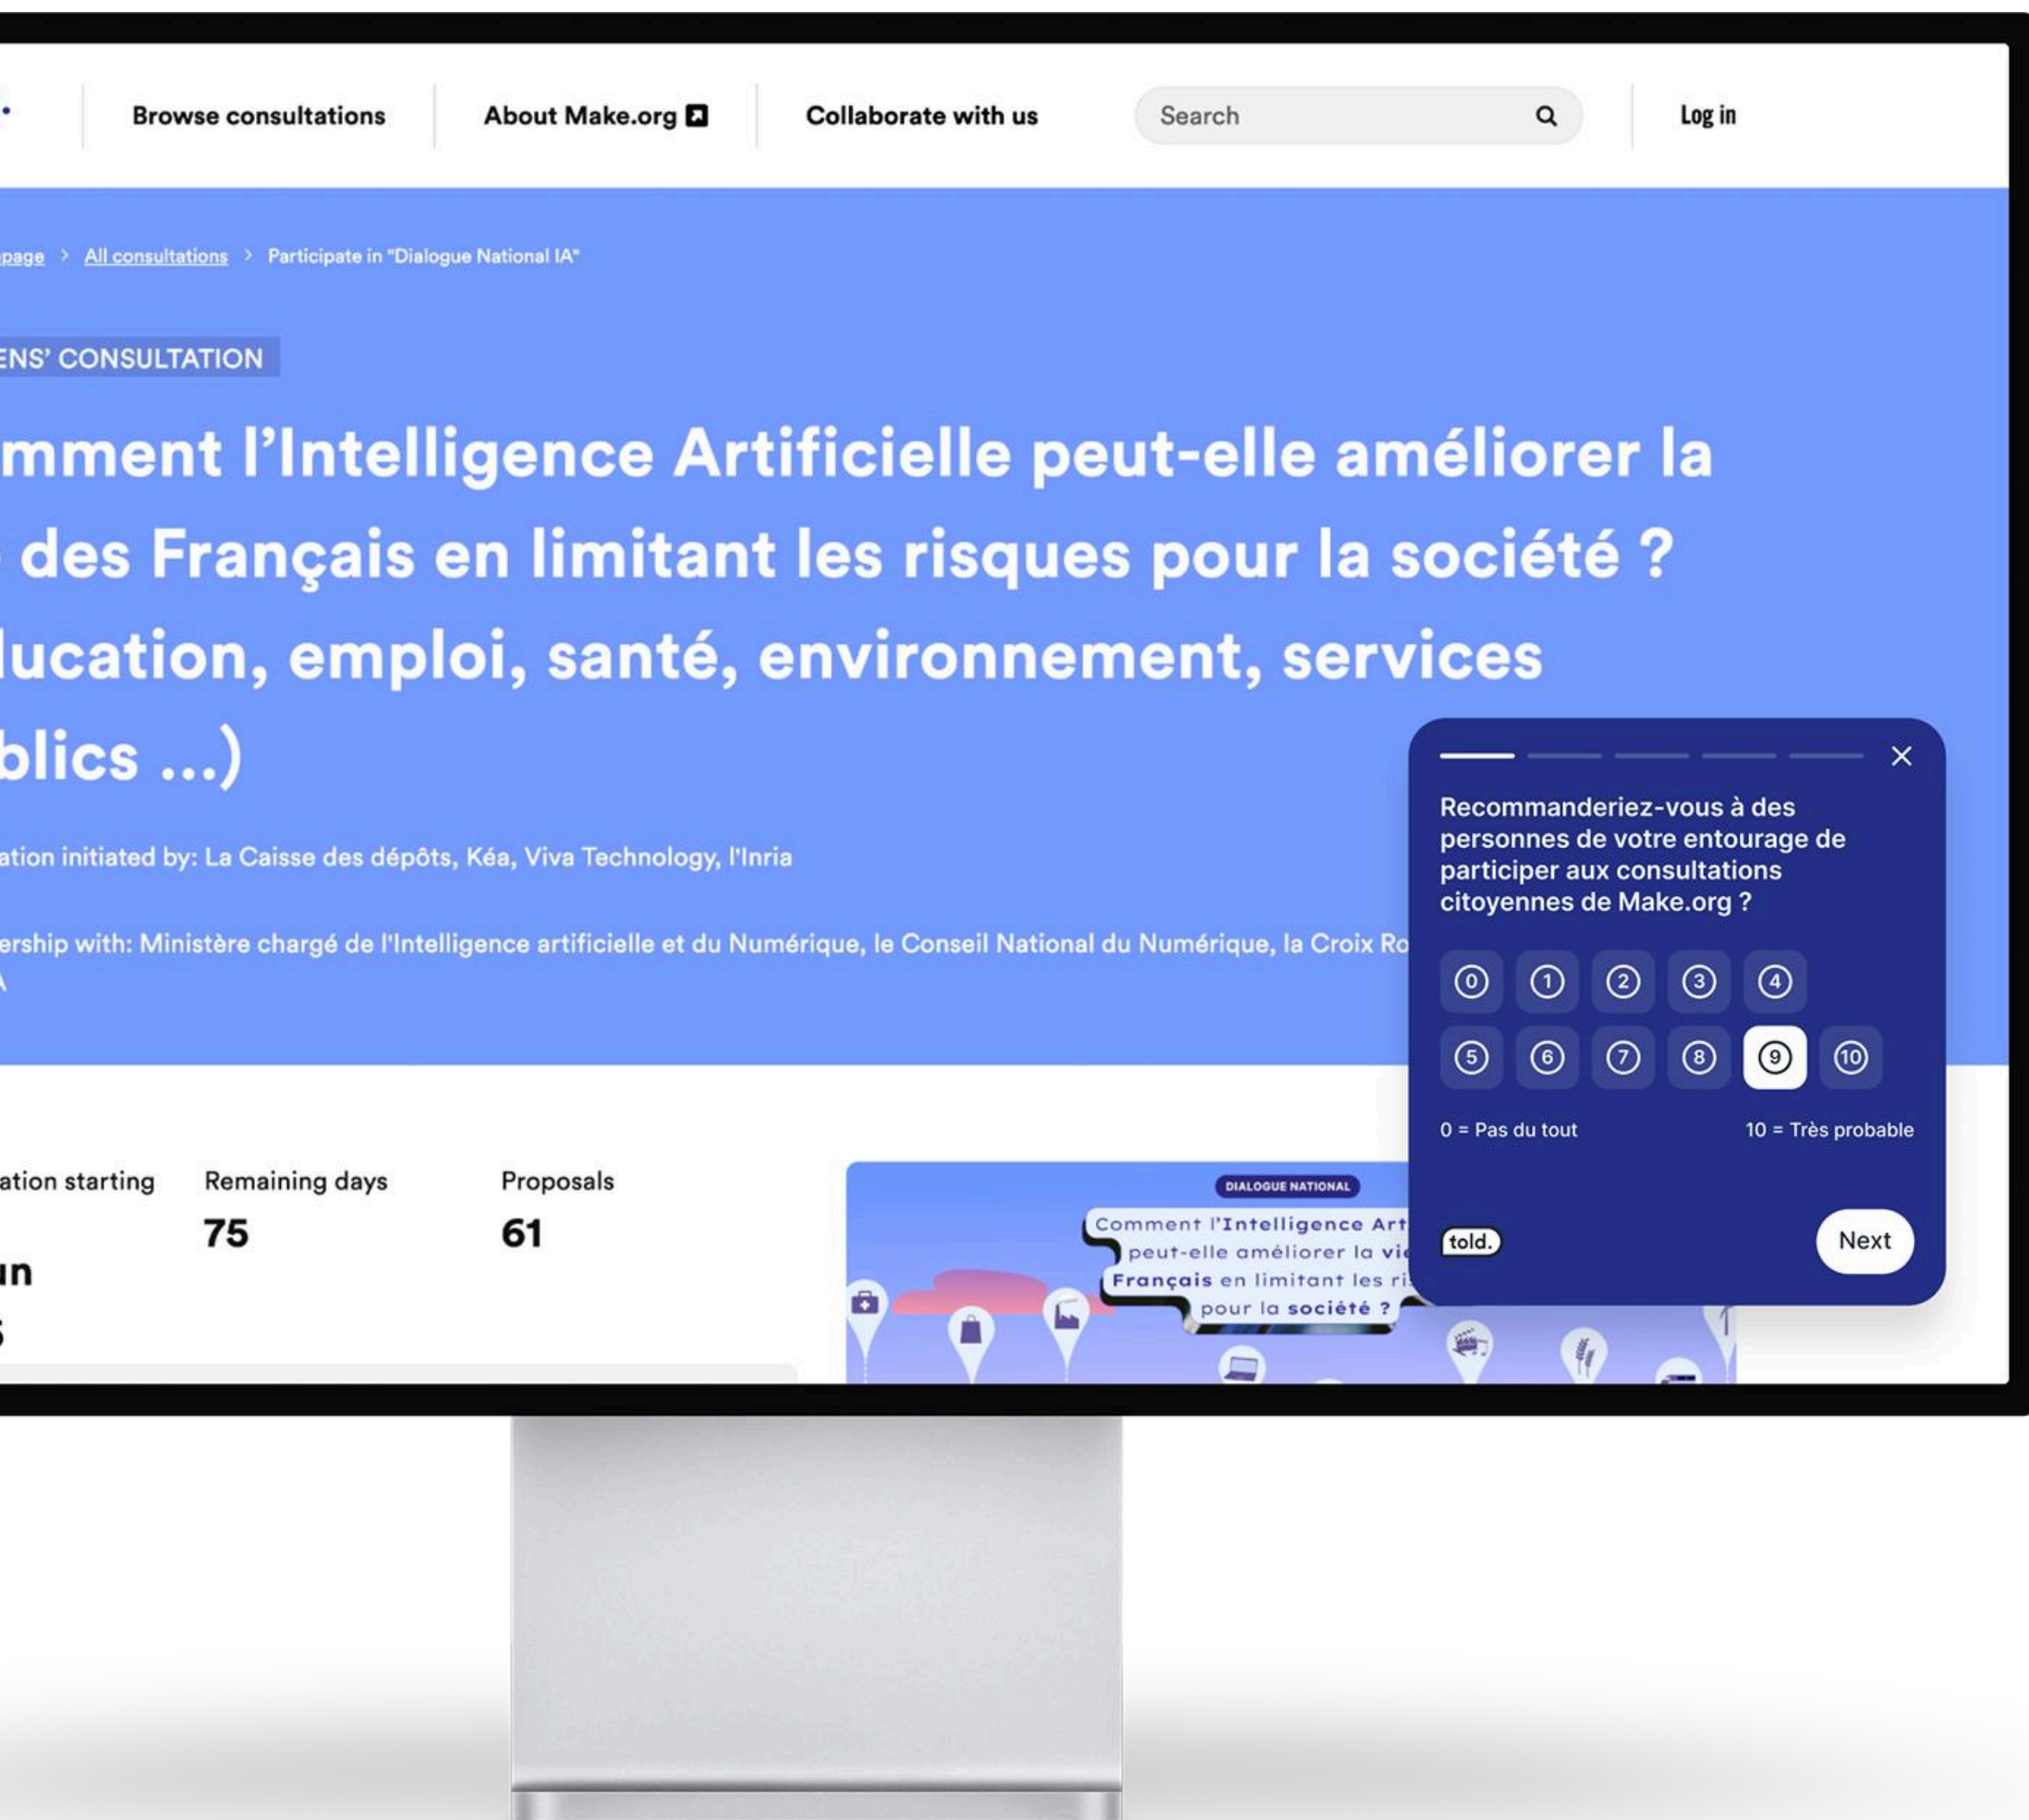 Browse consultations
About Make.org
Collaborate with us
Search
Log in
page > All consultations > Participate in "Dialogue National IA"
ENS' CONSULTATION
mment l'Intelligence Artificielle peut-elle améliorer la
des Français en limitant les risques pour la société ?
lucation, emploi, santé, environnement, services
blics ...)
ation initiated by: La Caisse des dépôts, Kéa, Viva Technology, l'Inria
ership with: Ministère chargé de l'Intelligence artificielle et du Numérique, le Conseil National du Numérique, la Croix Ro
Recommanderiez-vous à des
personnes de votre entourage de
participer aux consultations
citoyennes de Make.org ?
0 1 2 3 4
5 6 7 8 9 10
0 = Pas du tout
10 = Très probable
told.
Next
ation starting
un
Remaining days
75
Proposals
61
DIALOGUE NATIONAL
Comment l'Intelligence Art
peut-elle améliorer la vie
Français en limitant les ri
pour la société ?